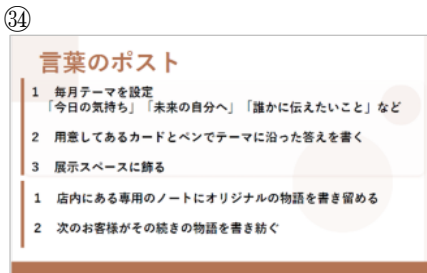 ㉞
言葉のポスト
1 毎月テーマを設定
「今日の気持ち」「未来の自分へ」「誰かに伝えたいこと」など
2 用意してあるカードとペンでテーマに沿った答えを書く
3 展示スペースに飾る
1 店内にある専用のノートにオリジナルの物語を書き留める
2 次のお客様がその続きの物語を書き紡ぐ